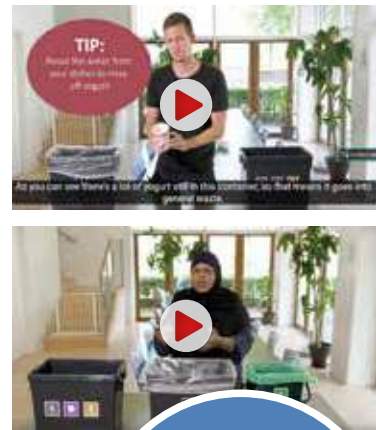 TIP:
Reuse the water from
your dishes to rinse
off yogurt
As you can see there's a lot of yogurt still in this container, so that means it goes into
general waste.